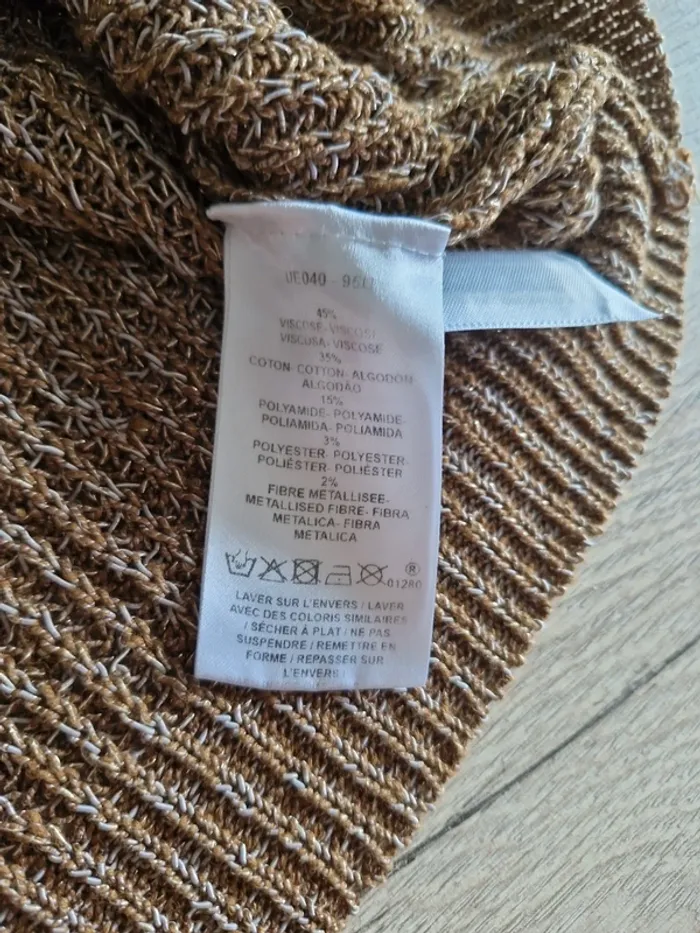 45%
VISCOSE-VISCOSE
VISCOSA-VISCOSE
35%
COTON-COTTON-ALGODON-
ALGODÃO
15%
POLYAMIDE-POLYAMIDE-
POLIAMIDA-POLIAMIDA
3%
POLYESTER-POLYESTER-
POLIÉSTER-POLIÉSTER
2%
FIBRE METALLISEE-
METALLISED FIBRE-FIBRA
METALICA-FIBRA
METALICA
®
01280
LAVER SUR L'ENVERS / LAVER
AVEC DES COLORIS SIMILAIRES
/ SÉCHER À PLAT / NE PAS
SUSPENDRE / REMETTRE EN
FORME / REPASSER SUR
L'ENVERS /